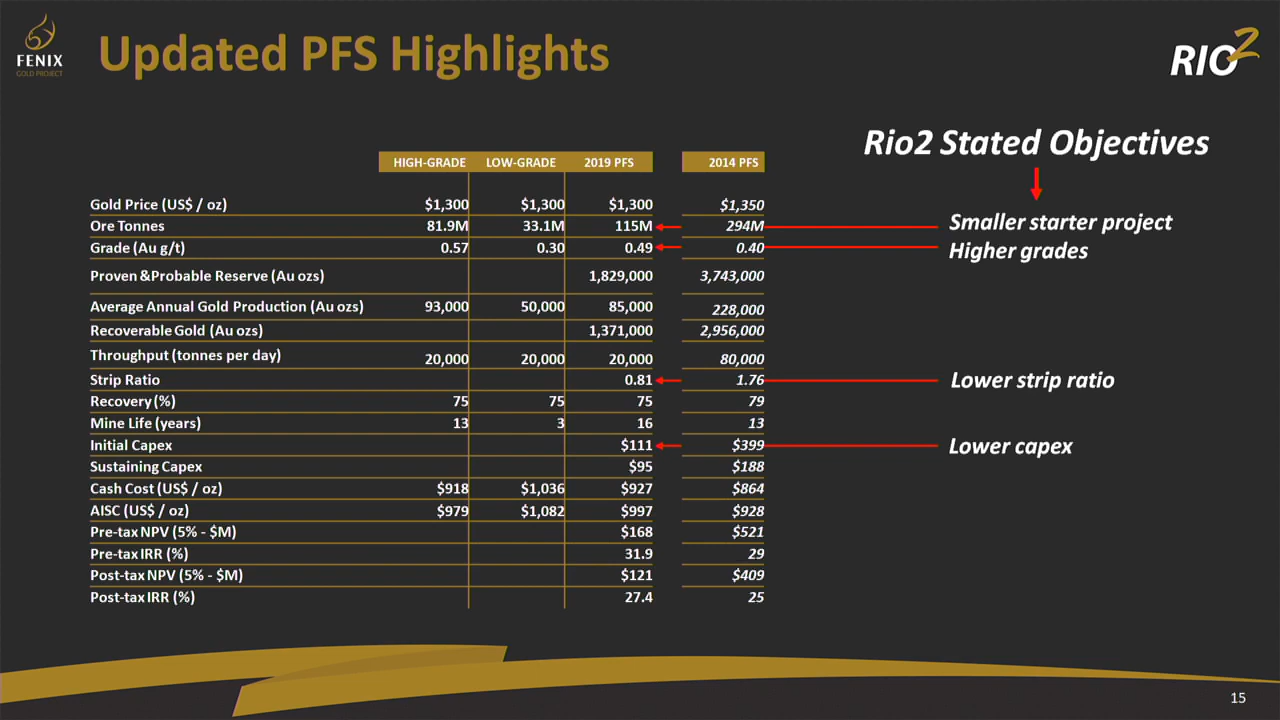 FENIX
GOLD PROJECT
Updated PFS Highlights
RIO2
Rio2 Stated Objectives
HIGH-GRADE LOW-GRADE 2019 PFS 2014 PFS
Gold Price (US$ / oz) $1,300 $1,300 $1,300 $1,350
Ore Tonnes 81.9M 33.1M 115M 294M Smaller starter project
Grade (Au g/t) 0.57 0.30 0.49 0.40 Higher grades
Proven &Probable Reserve (Au ozs) 1,829,000 3,743,000
Average Annual Gold Production (Au ozs) 93,000 50,000 85,000 228,000
Recoverable Gold (Au ozs) 1,371,000 2,956,000
Throughput (tonnes per day) 20,000 20,000 20,000 80,000
Strip Ratio 0.81 1.76 Lower strip ratio
Recovery (%) 75 75 75 79
Mine Life (years) 13 3 16 13
Initial Capex $111 $399 Lower capex
Sustaining Capex $95 $188
Cash Cost (US$ / oz) $918 $1,036 $927 $864
AISC (US$ / oz) $979 $1,082 $997 $928
Pre-tax NPV (5% - $M) $168 $521
Pre-tax IRR (%) 31.9 29
Post-tax NPV (5% - $M) $121 $409
Post-tax IRR (%) 27.4 25
15